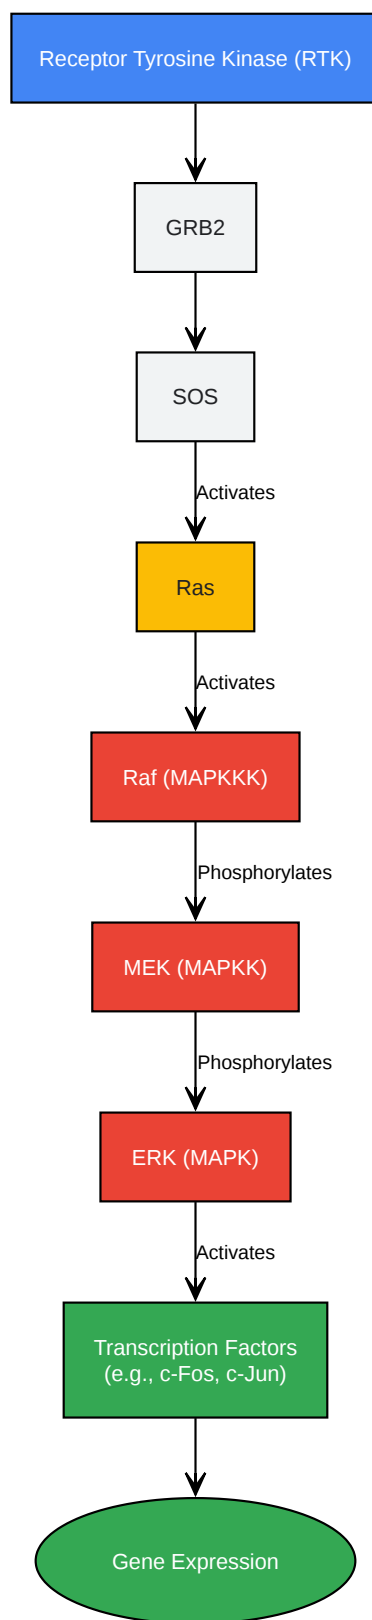 Receptor Tyrosine Kinase (RTK)
GRB2
SOS
Activates
Ras
Activates
Raf (MAPKKK)
Phosphorylates
MEK (MAPKK)
Phosphorylates
ERK (MAPK)
Activates
Transcription Factors
(e.g., c-Fos, c-Jun)
Gene Expression